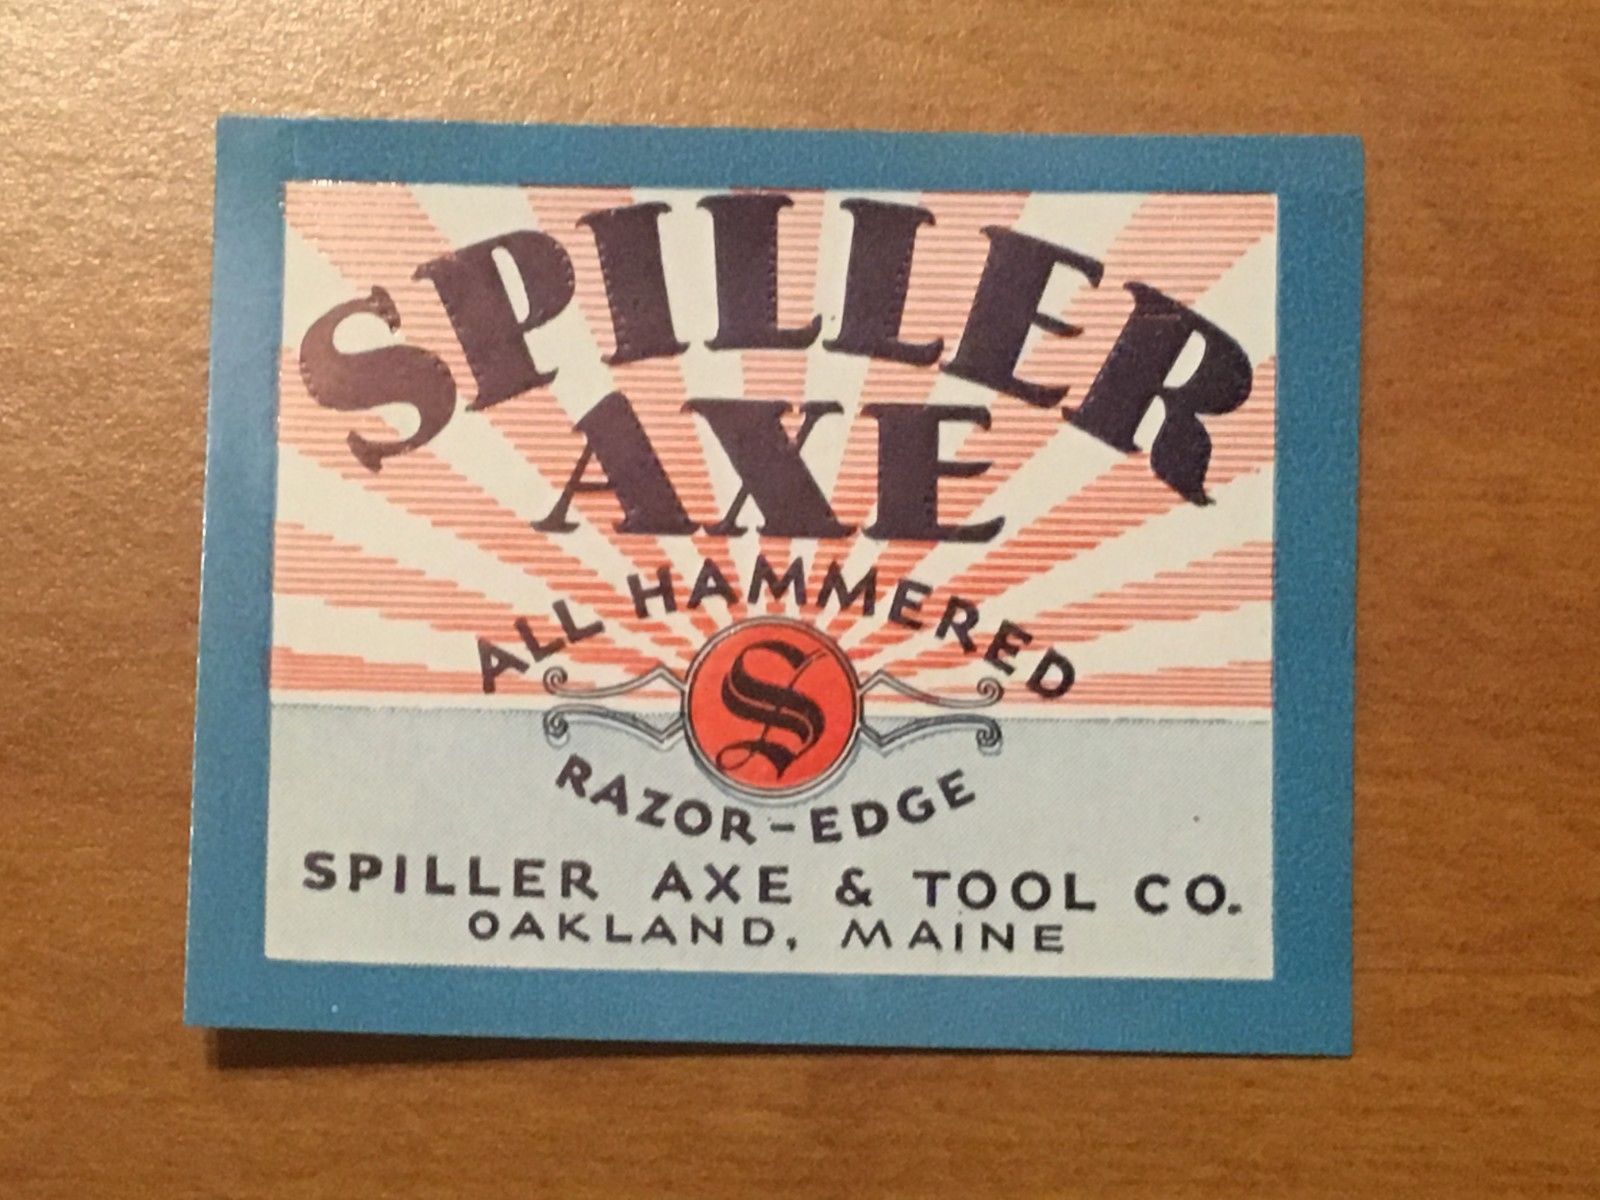 SPILLER
AXE
ALL HAMMERED
S
RAZOR-EDGE
SPILLER AXE & TOOL CO.
OAKLAND, MAINE